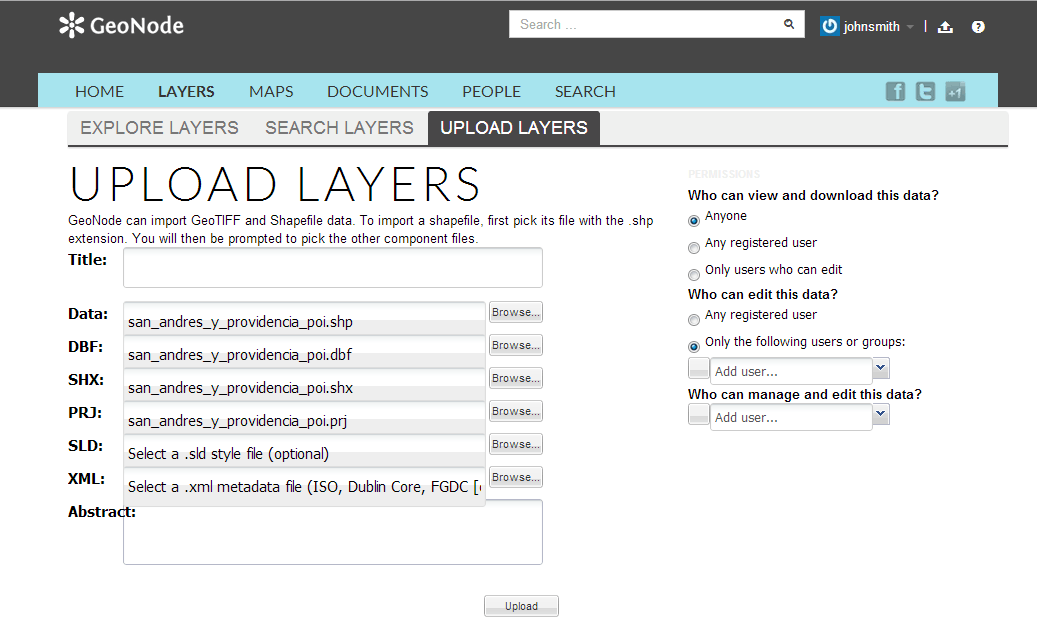 GeoNode
Search ...
johnsmith
HOME LAYERS MAPS DOCUMENTS PEOPLE SEARCH
f t +1
EXPLORE LAYERS SEARCH LAYERS UPLOAD LAYERS
UPLOAD LAYERS
GeoNode can import GeoTIFF and Shapefile data. To import a shapefile, first pick its file with the .shp
extension. You will then be prompted to pick the other component files.
Title:
Data: san_andres_y_providencia_poi.shp Browse...
DBF: san_andres_y_providencia_poi.dbf Browse...
SHX: san_andres_y_providencia_poi.shx Browse...
PRJ: san_andres_y_providencia_poi.prj Browse...
SLD: Select a .sld style file (optional) Browse...
XML: Select a .xml metadata file (ISO, Dublin Core, FGDC [ Browse...
Abstract:
Upload
PERMISSIONS
Who can view and download this data?
Anyone
Any registered user
Only users who can edit
Who can edit this data?
Any registered user
Only the following users or groups:
Add user...
Who can manage and edit this data?
Add user...